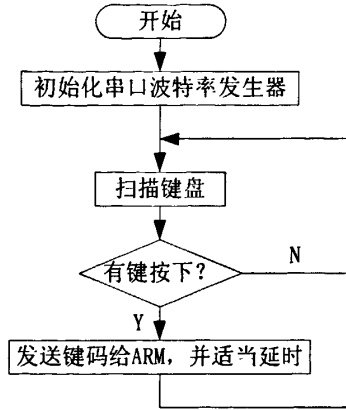 开始
初始化串口波特率发生器
扫描键盘
有键按下？
N
Y
发送键码给ARM，并适当延时